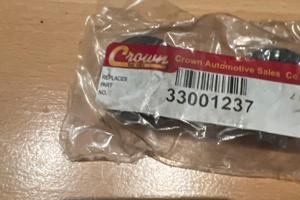 Crown
Crown Automotive Sales Co
REPLACES
PART
NO.
33001237